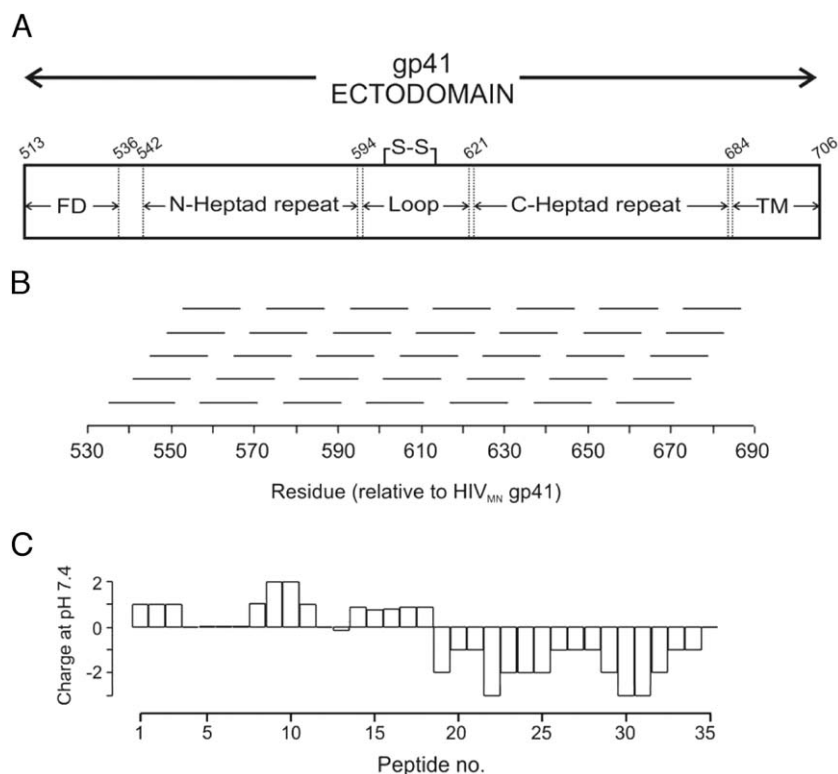 A
gp41
ECTODOMAIN
513 536 542 594 S-S 621 684 706
FD N-Heptad repeat Loop C-Heptad repeat TM
B
530 550 570 590 610 630 650 670 690
Residue (relative to HIVMN gp41)
C
Charge at pH 7.4
2
0
-2
1 5 10 15 20 25 30 35
Peptide no.